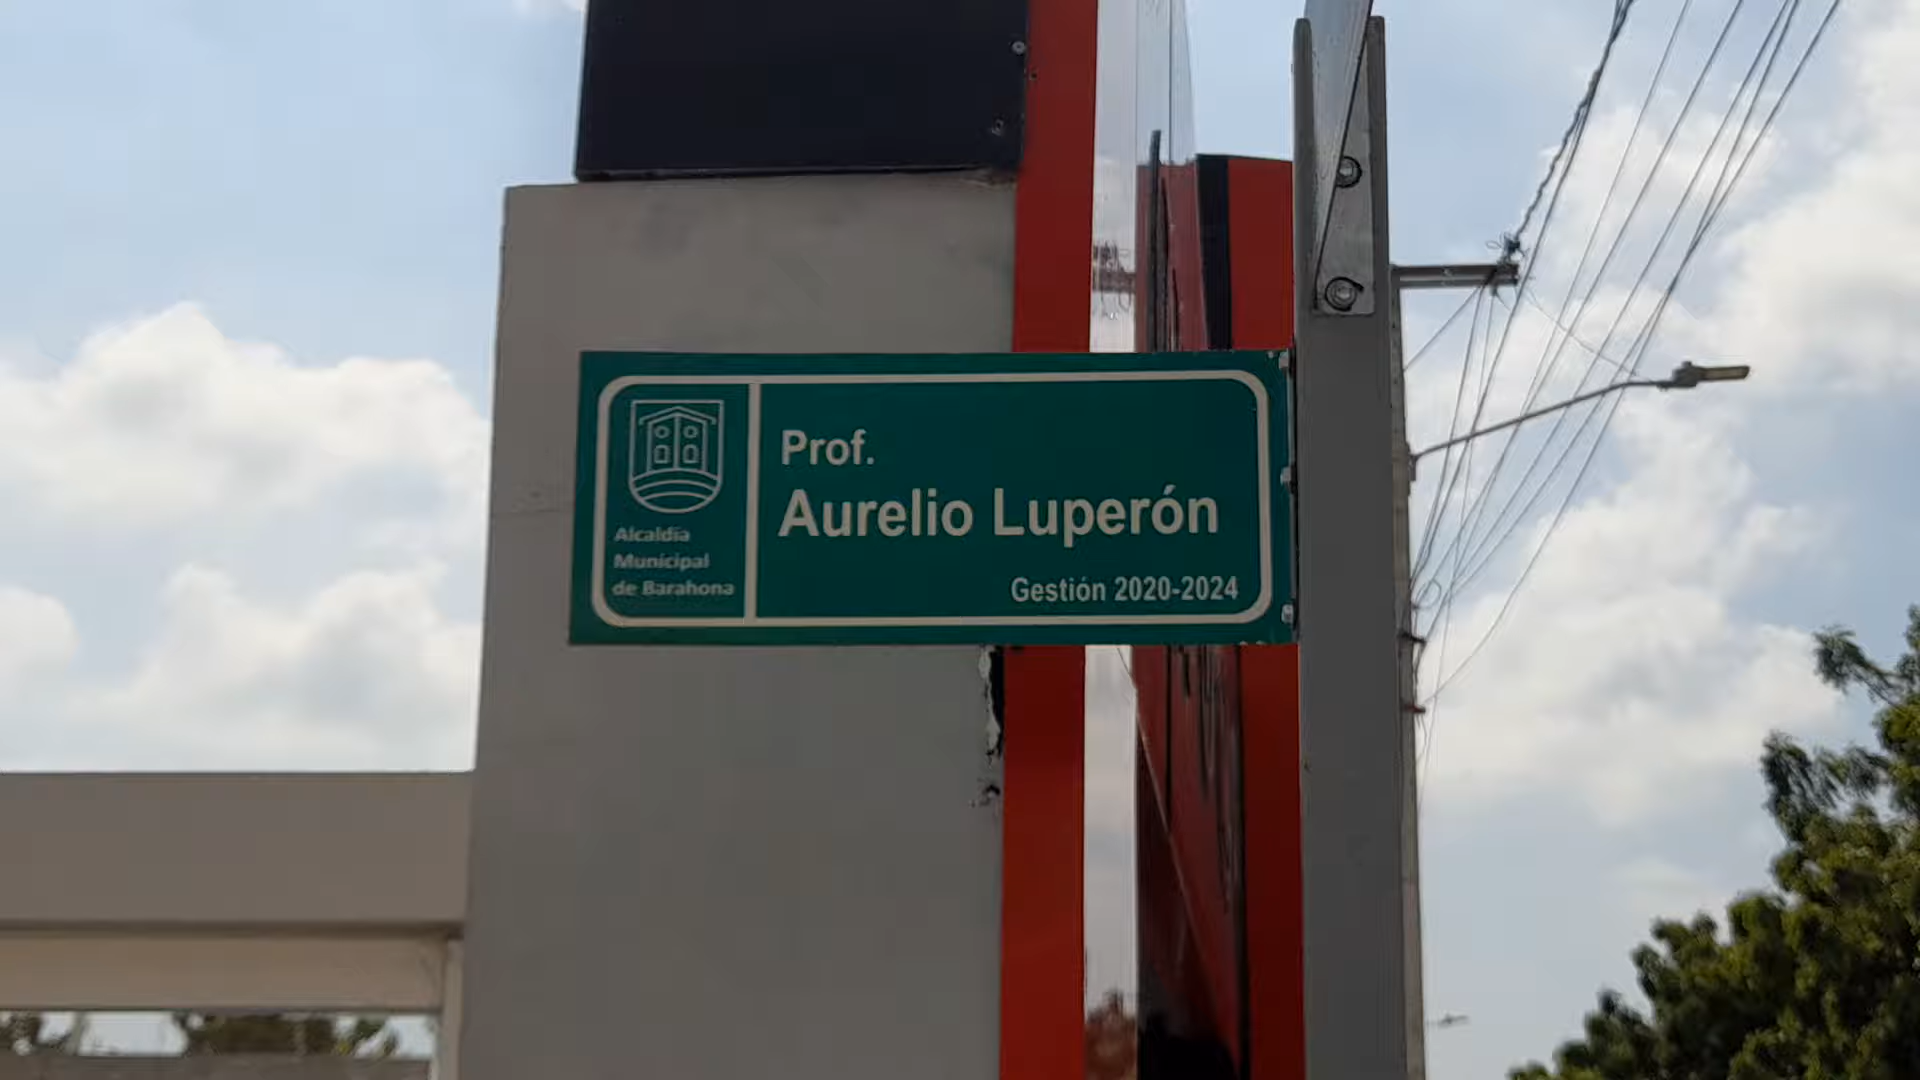 Prof.
Aurelio Luperón
Gestión 2020-2024
Alcaldía
Municipal
de Barahona